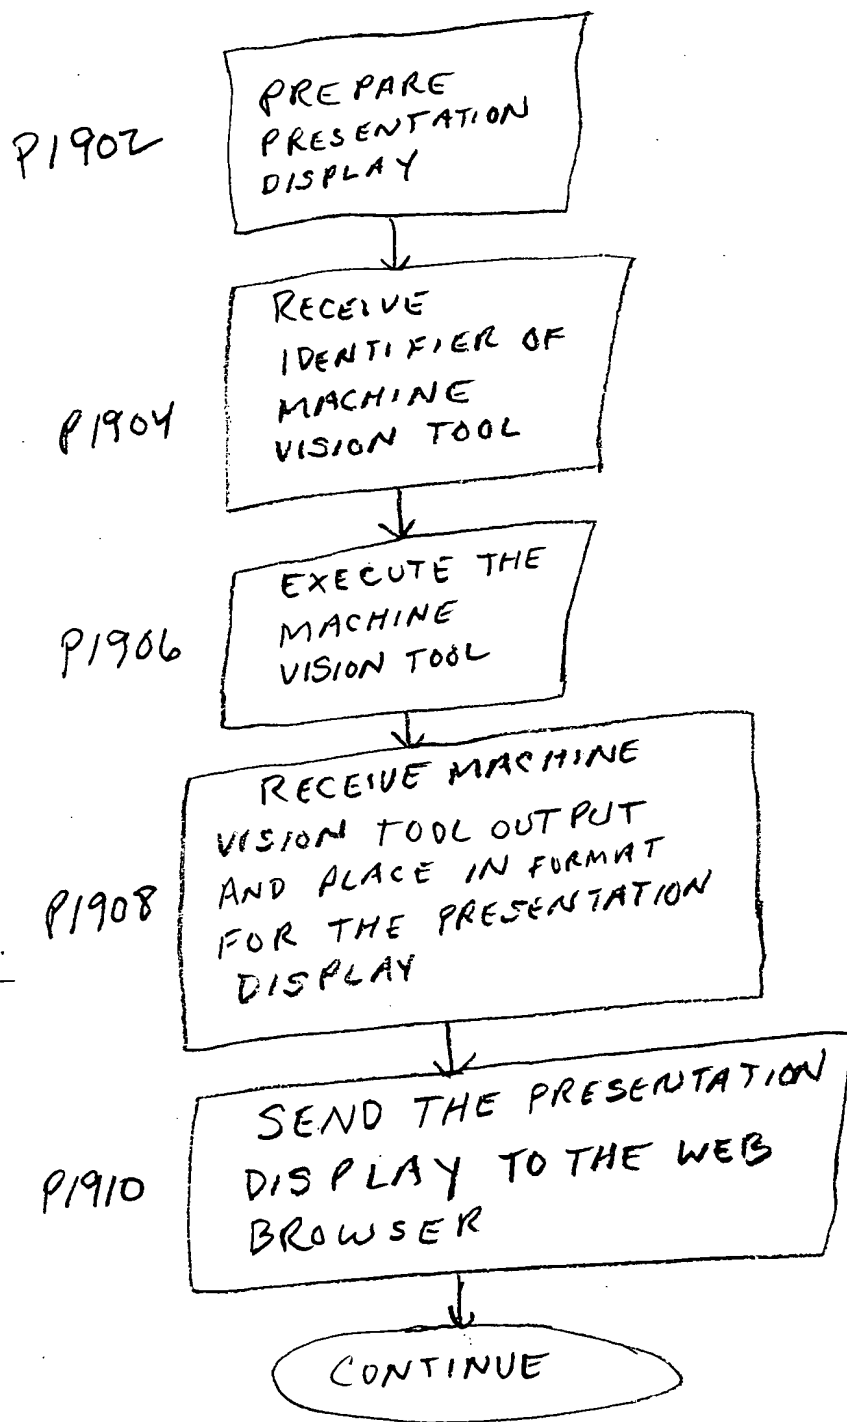 P1902
PREPARE
PRESENTATION
DISPLAY
P1904
RECEIVE
IDENTIFIER OF
MACHINE
VISION TOOL
P1906
EXECUTE THE
MACHINE
VISION TOOL
P1908
RECEIVE MACHINE
VISION TOOL OUTPUT
AND PLACE IN FORMAT
FOR THE PRESENTATION
DISPLAY
P1910
SEND THE PRESENTATION
DISPLAY TO THE WEB
BROWSER
CONTINUE